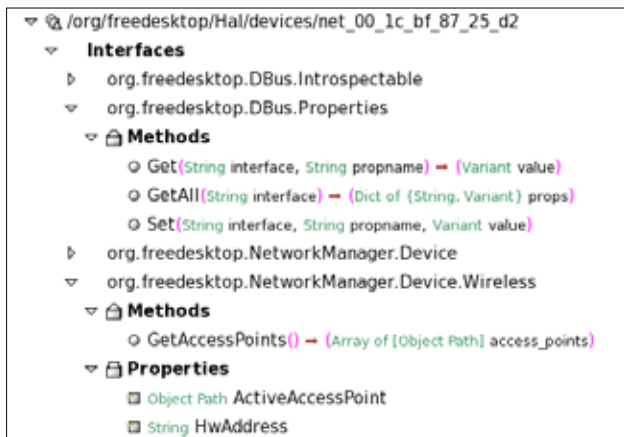 /org/freedesktop/Hal/devices/net_00_1c_bf_87_25_d2
Interfaces
org.freedesktop.DBus.Introspectable
org.freedesktop.DBus.Properties
Methods
Get(String interface, String propname) → (Variant value)
GetAll(String interface) → (Dict of {String, Variant} props)
Set(String interface, String propname, Variant value)
org.freedesktop.NetworkManager.Device
org.freedesktop.NetworkManager.Device.Wireless
Methods
GetAccessPoints() → (Array of [Object Path] access_points)
Properties
Object Path ActiveAccessPoint
String HwAddress